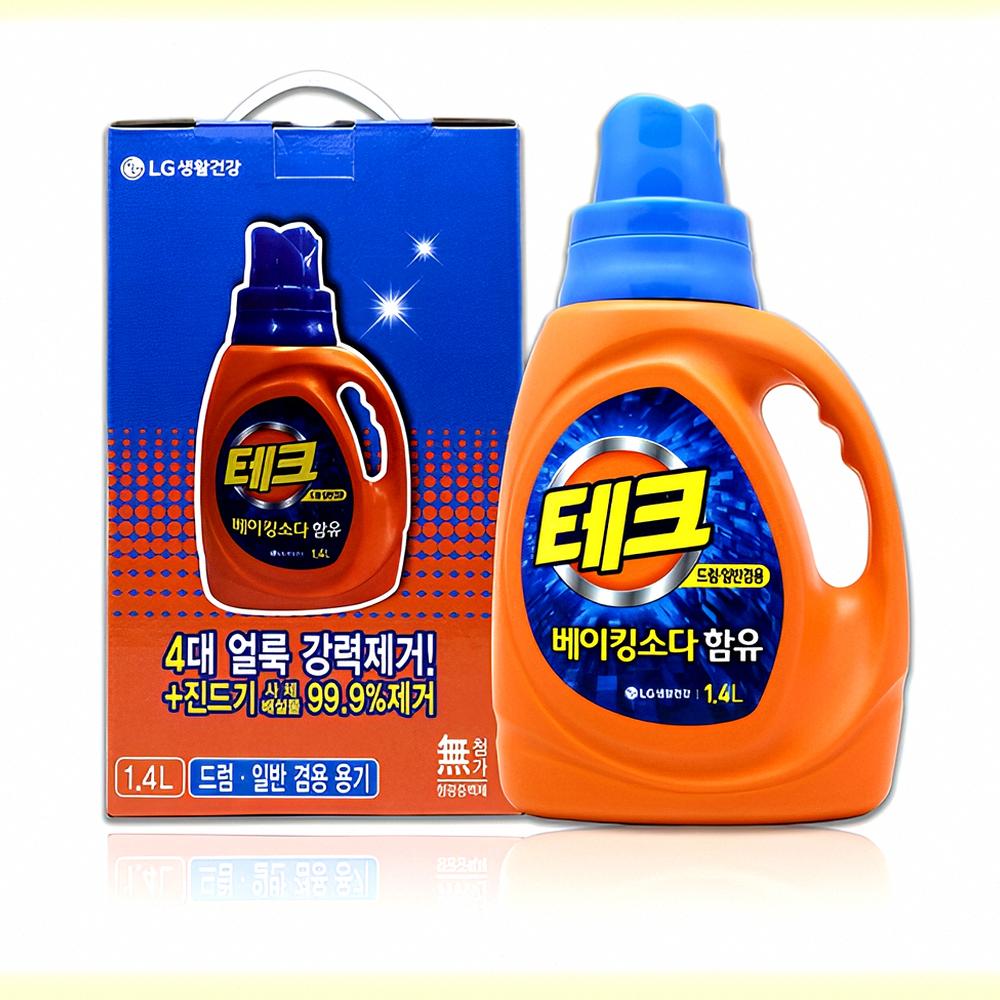 LG생활건강
테크
베이킹소다 함유
1.4L
4대 얼룩 강력제거!
+진드기 사체 배설물 99.9%제거
1.4L
드럼·일반 겸용 용기
無첨가
테크
드럼·일반겸용
베이킹소다 함유
LG생활건강 | 1.4L